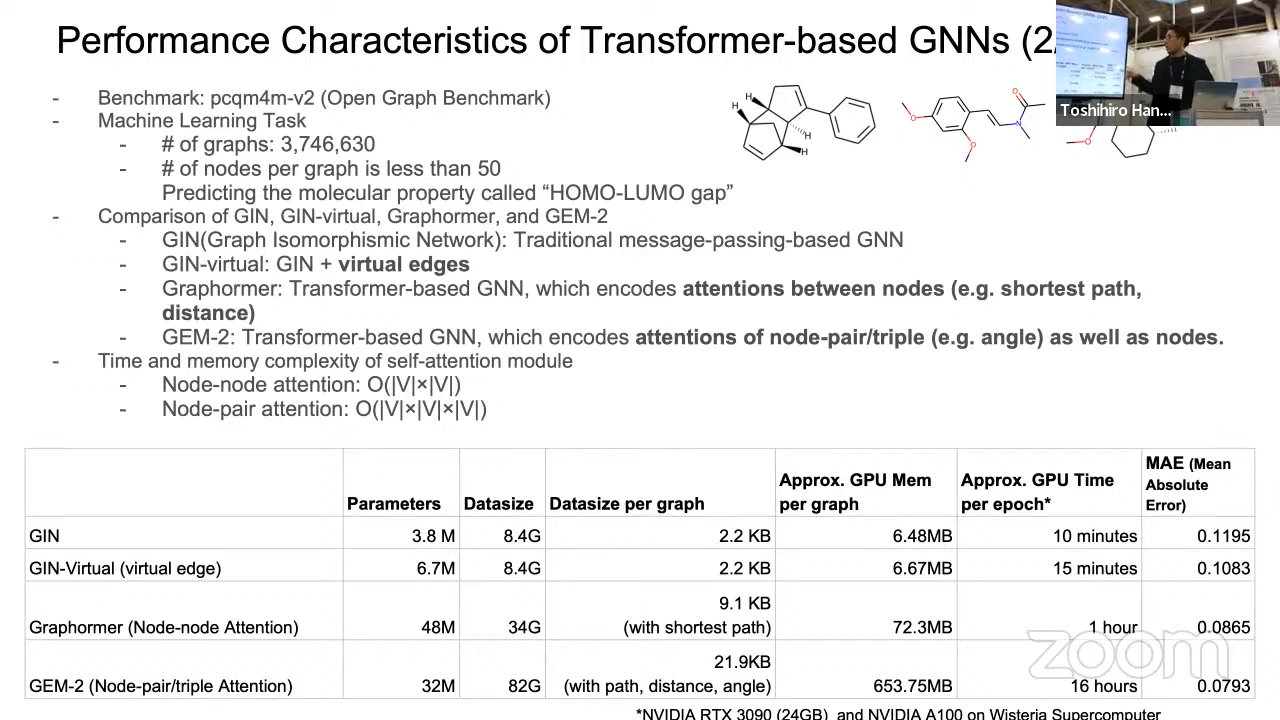 Performance Characteristics of Transformer-based GNNs (2/
- Benchmark: pcqm4m-v2 (Open Graph Benchmark)
- Machine Learning Task
- # of graphs: 3,746,630
- # of nodes per graph is less than 50
Predicting the molecular property called “HOMO-LUMO gap”
- Comparison of GIN, GIN-virtual, Graphormer, and GEM-2
- GIN(Graph Isomorphismic Network): Traditional message-passing-based GNN
- GIN-virtual: GIN + virtual edges
- Graphormer: Transformer-based GNN, which encodes attentions between nodes (e.g. shortest path,
distance)
- GEM-2: Transformer-based GNN, which encodes attentions of node-pair/triple (e.g. angle) as well as nodes.
- Time and memory complexity of self-attention module
- Node-node attention: O(|V|×|V|)
- Node-pair attention: O(|V|×|V|×|V|)
H
H
H
H
O
O
O
N
O
Toshihiro Han...
Parameters Datasize Datasize per graph Approx. GPU Mem per graph Approx. GPU Time per epoch* MAE (Mean Absolute Error)
GIN 3.8 M 8.4G 2.2 KB 6.48MB 10 minutes 0.1195
GIN-Virtual (virtual edge) 6.7M 8.4G 2.2 KB 6.67MB 15 minutes 0.1083
Graphormer (Node-node Attention) 48M 34G 9.1 KB (with shortest path) 72.3MB 1 hour 0.0865
GEM-2 (Node-pair/triple Attention) 32M 82G 21.9KB (with path, distance, angle) 653.75MB 16 hours 0.0793
zoom
*NVIDIA RTX 3090 (24GB) and NVIDIA A100 on Wisteria Supercomputer